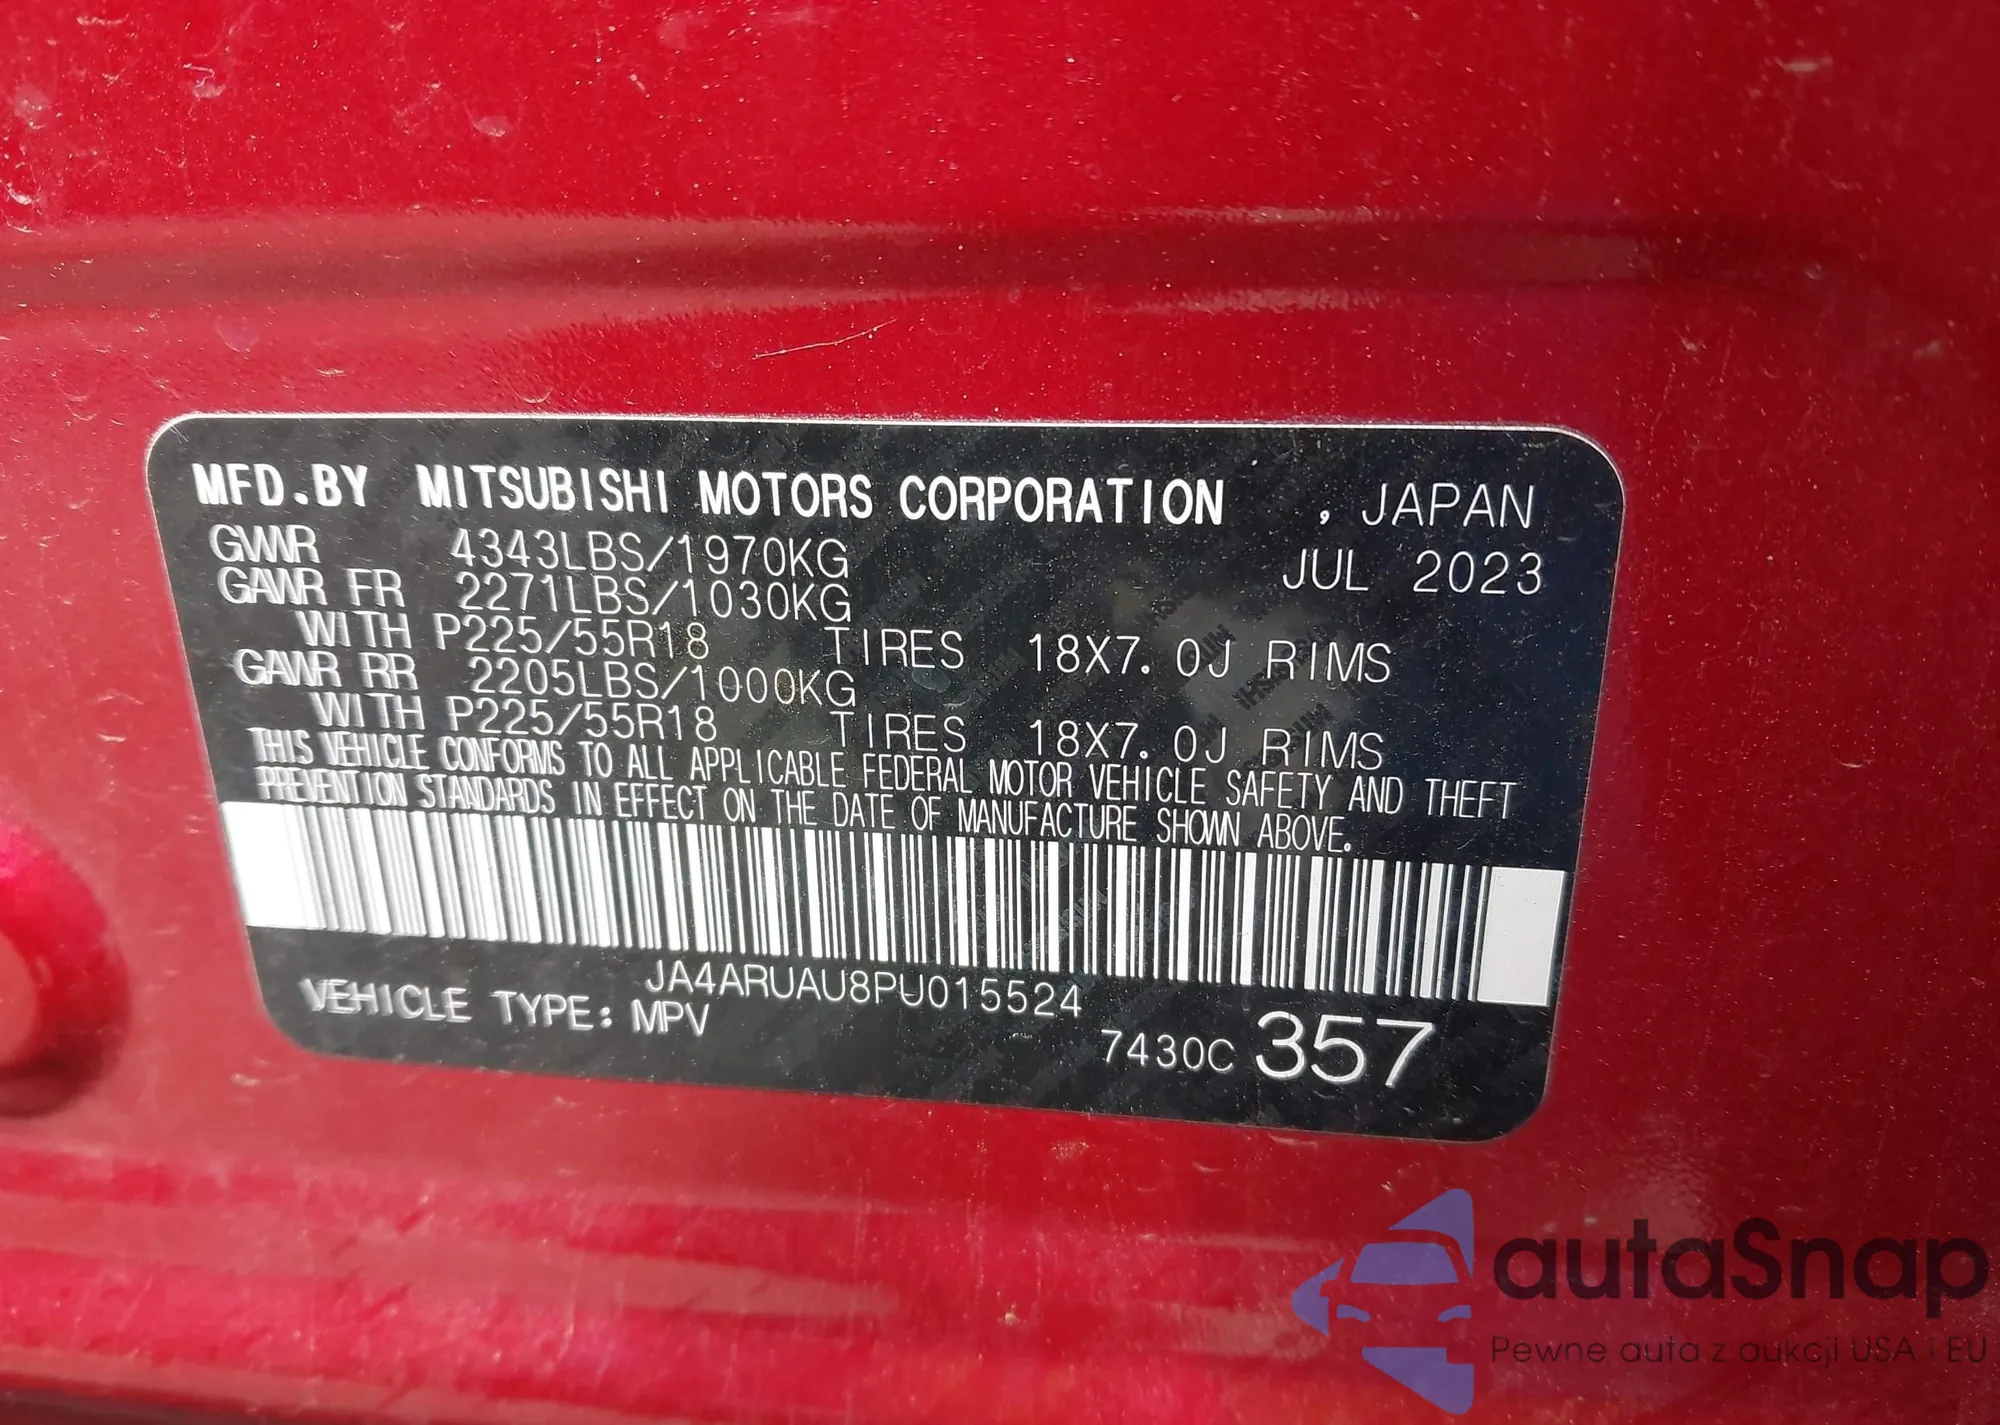 MFD.BY MITSUBISHI MOTORS CORPORATION , JAPAN
GVWR 4343LBS/1970KG JUL 2023
GAWR FR 2271LBS/1030KG
WITH P225/55R18 TIRES 18X7.0J RIMS
GAWR RR 2205LBS/1000KG
WITH P225/55R18 TIRES 18X7.0J RIMS
THIS VEHICLE CONFORMS TO ALL APPLICABLE FEDERAL MOTOR VEHICLE SAFETY AND THEFT
PREVENTION STANDARDS IN EFFECT ON THE DATE OF MANUFACTURE SHOWN ABOVE.
JA4ARUAU8PU015524
VEHICLE TYPE: MPV
7430C 357
autaSnap
Pewne auta z aukcji USA i EU